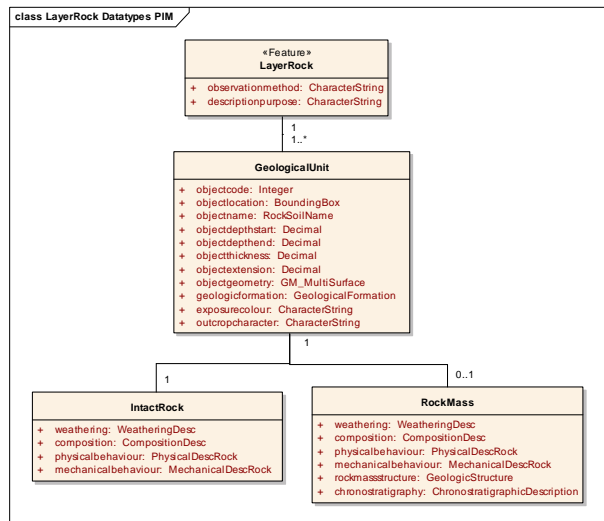 class LayerRock Datatypes PIM
«Feature»
LayerRock
+ observationmethod: CharacterString
+ descriptionpurpose: CharacterString
1
1..*
GeologicalUnit
+ objectcode: Integer
+ objectlocation: BoundingBox
+ objectname: RockSoilName
+ objectdepthstart: Decimal
+ objectdepthend: Decimal
+ objectthickness: Decimal
+ objectextension: Decimal
+ objectgeometry: GM_MultiSurface
+ geologicformation: GeologicalFormation
+ exposurecolour: CharacterString
+ outcropcharacter: CharacterString
1
1
0..1
IntactRock
+ weathering: WeatheringDesc
+ composition: CompositionDesc
+ physicalbehaviour: PhysicalDescRock
+ mechanicalbehaviour: MechanicalDescRock
RockMass
+ weathering: WeatheringDesc
+ composition: CompositionDesc
+ physicalbehaviour: PhysicalDescRock
+ mechanicalbehaviour: MechanicalDescRock
+ rockmassstructure: GeologicStructure
+ chronostratigraphy: ChronostratigraphicDescription